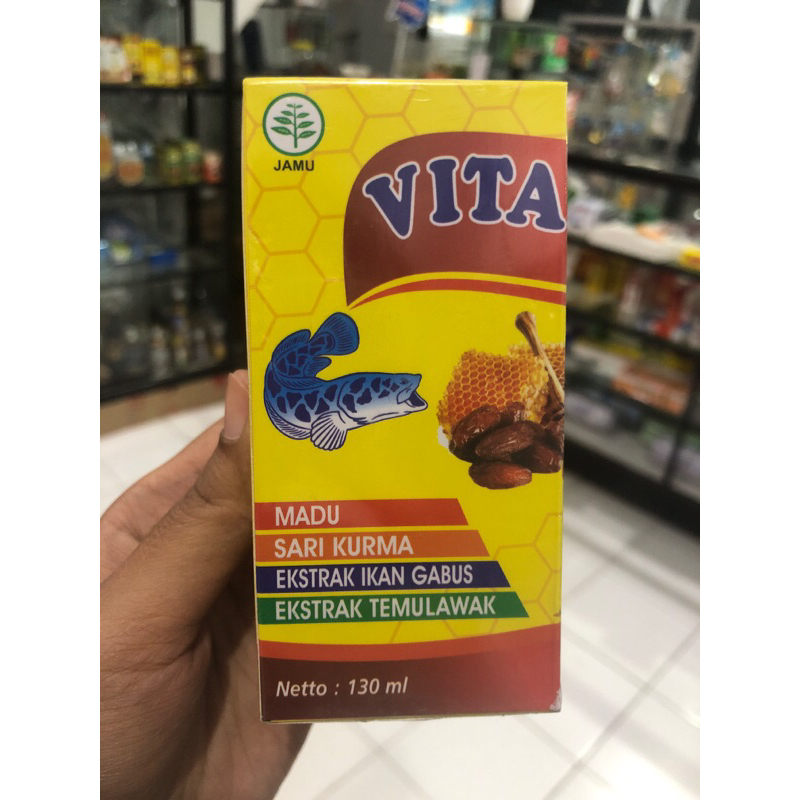 JAMU
VITA
MADU
SARI KURMA
EKSTRAK IKAN GABUS
EKSTRAK TEMULAWAK
Netto : 130 ml